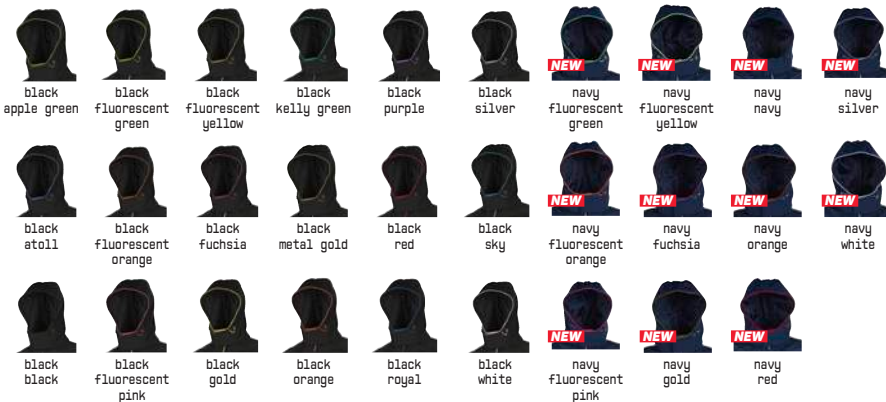 NEW
NEW
NEW
NEW
black
apple green
black
fluorescent
green
black
fluorescent
yellow
black
kelly green
black
purple
black
silver
navy
fluorescent
green
navy
fluorescent
yellow
navy
navy
navy
silver
NEW
NEW
NEW
NEW
black
atoll
black
fluorescent
orange
black
fuchsia
black
metal gold
black
red
black
sky
navy
fluorescent
orange
navy
fuchsia
navy
orange
navy
white
NEW
NEW
NEW
black
black
black
fluorescent
pink
black
gold
black
orange
black
royal
black
white
navy
fluorescent
pink
navy
gold
navy
red